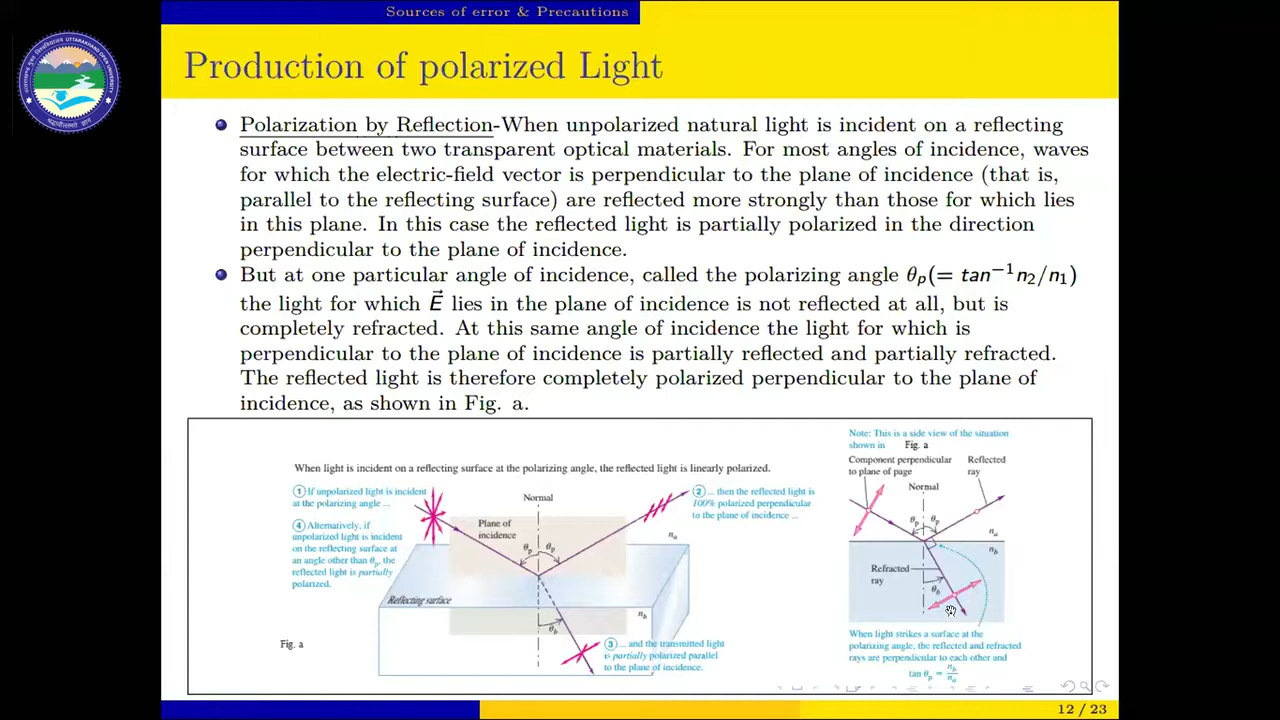 Sources of error & Precautions
Production of polarized Light
Polarization by Reflection-When unpolarized natural light is incident on a reflecting
surface between two transparent optical materials. For most angles of incidence, waves
for which the electric-field vector is perpendicular to the plane of incidence (that is,
parallel to the reflecting surface) are reflected more strongly than those for which lies
in this plane. In this case the reflected light is partially polarized in the direction
perpendicular to the plane of incidence.
But at one particular angle of incidence, called the polarizing angle θp(= tan⁻¹n₂/n₁)
the light for which E⃗ lies in the plane of incidence is not reflected at all, but is
completely refracted. At this same angle of incidence the light for which is
perpendicular to the plane of incidence is partially reflected and partially refracted.
The reflected light is therefore completely polarized perpendicular to the plane of
incidence, as shown in Fig. a.
When light is incident on a reflecting surface at the polarizing angle, the reflected light is linearly polarized.
1 If unpolarized light is incident
at the polarizing angle ...
4 Alternatively, if
unpolarized light is incident
on the reflecting surface at
an angle other than θp, the
reflected light is partially
polarized.
Normal
Plane of
incidence
θp θp
2 ... then the reflected light is
100% polarized perpendicular
to the plane of incidence ...
na
Reflecting surface
nb
θb
3 ... and the transmitted light
is partially polarized parallel
to the plane of incidence.
Fig. a
Note: This is a side view of the situation
shown in Fig. a
Component perpendicular
to plane of page
Reflected
ray
Normal
θp θp
na
nb
Refracted
ray
θb
When light strikes a surface at the
polarizing angle, the reflected and refracted
rays are perpendicular to each other and
tan θp = nb/na
12 / 23